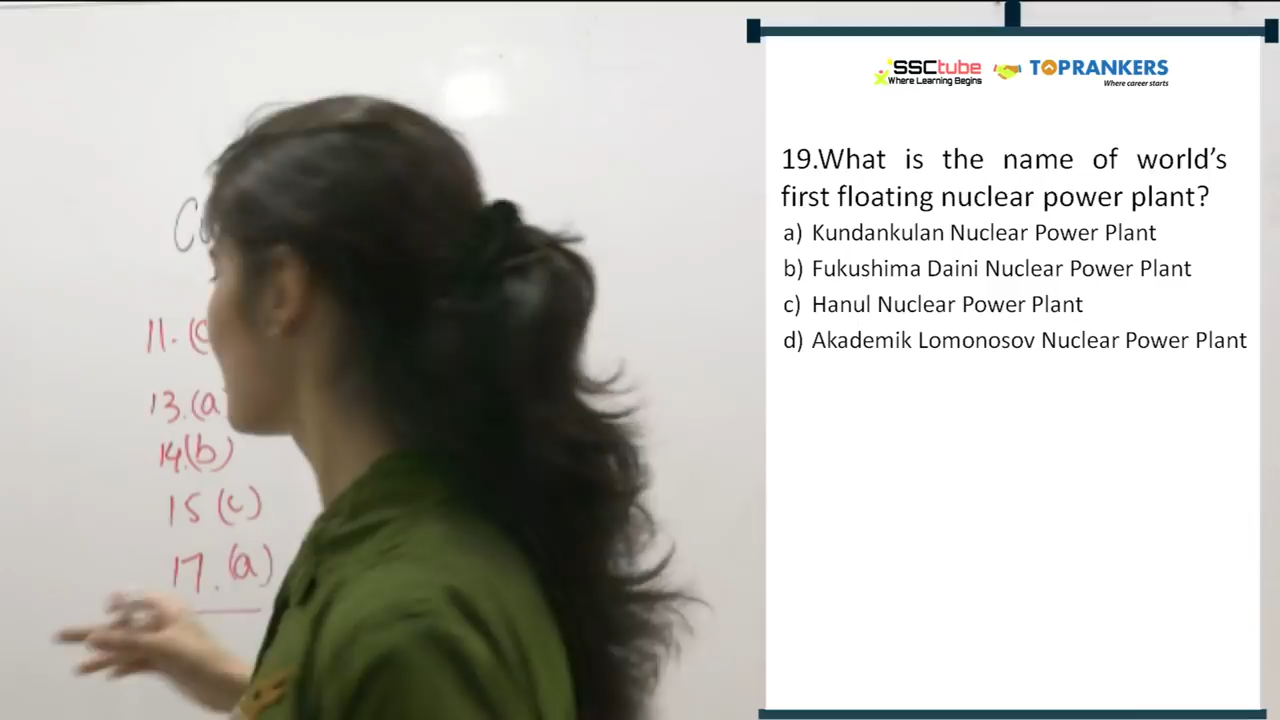 11.
13.(a
14.(b)
15 (c)
17.(a)
SSCtube
Where Learning Begins
TOPRANKERS
Where career starts
19.What is the name of world’s
first floating nuclear power plant?
a) Kundankulan Nuclear Power Plant
b) Fukushima Daini Nuclear Power Plant
c) Hanul Nuclear Power Plant
d) Akademik Lomonosov Nuclear Power Plant